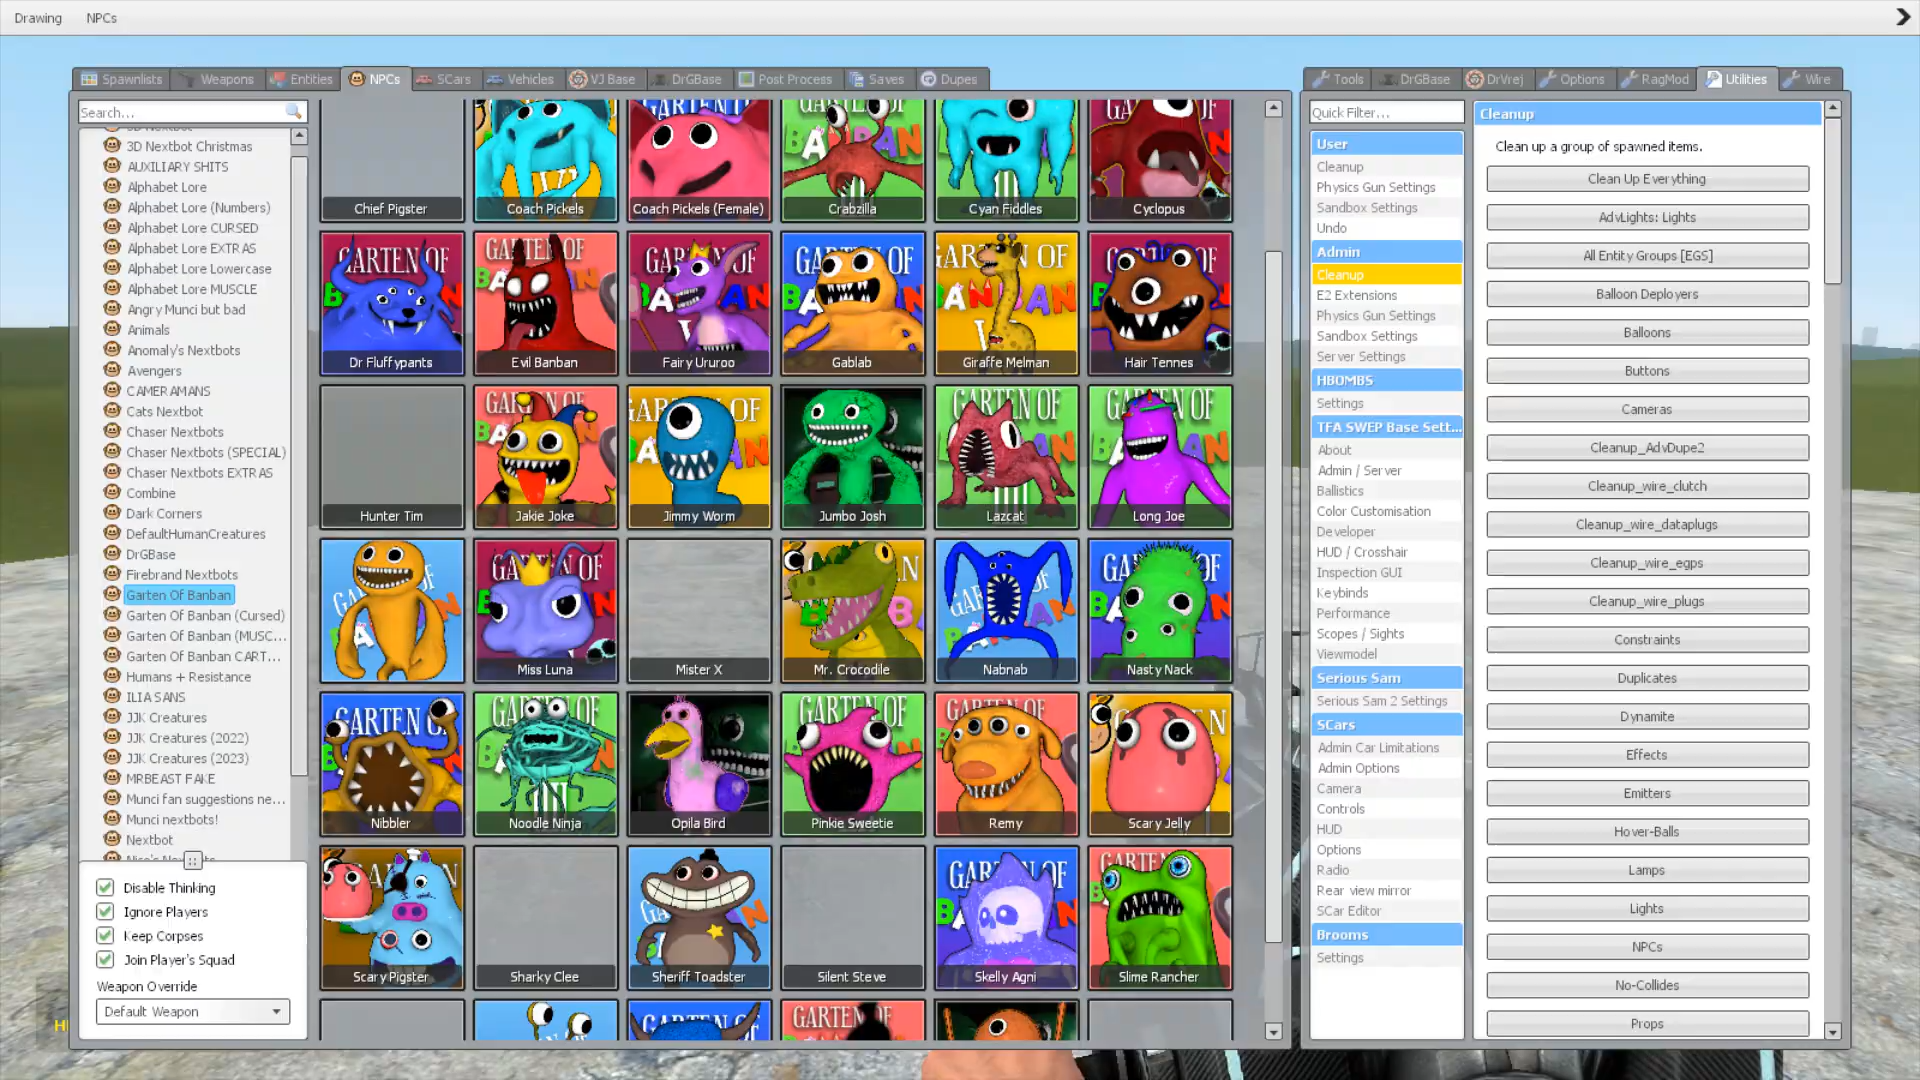 Drawing NPCs
Spawnlists Weapons Entities NPCs SCars Vehicles VJ Base DrGBase Post Process Saves Dupes
Tools DrGBase DrVrej Options RagMod Utilities Wire
Search...
3D Nextbot Christmas
AUXILIARY SHITS
Alphabet Lore
Alphabet Lore (Numbers)
Alphabet Lore CURSED
Alphabet Lore EXTRAS
Alphabet Lore Lowercase
Alphabet Lore MUSCLE
Angry Munci but bad
Animals
Anomaly's Nextbots
Avengers
CAMERAMANS
Cats Nextbot
Chaser Nextbots
Chaser Nextbots (SPECIAL)
Chaser Nextbots EXTRAS
Combine
Dark Corners
DefaultHumanCreatures
DrGBase
Firebrand Nextbots
Garten Of Banban
Garten Of Banban (Cursed)
Garten Of Banban (MUSC...
Garten Of Banban CART...
Humans + Resistance
ILIA SANS
JJK Creatures
JJK Creatures (2022)
JJK Creatures (2023)
MRBEAST FAKE
Munci fan suggestions ne...
Munci nextbots!
Nextbot
Disable Thinking
Ignore Players
Keep Corpses
Join Player's Squad
Weapon Override
Default Weapon
Chief Pigster
Coach Pickels
Coach Pickels (Female)
Crabzilla
Cyan Fiddles
Cyclopus
Dr Fluffypants
Evil Banban
Fairy Ururoo
Gablab
Giraffe Melman
Hair Tennes
Hunter Tim
Jakie Joke
Jimmy Worm
Jumbo Josh
Lazcat
Long Joe
Miss Luna
Mister X
Mr. Crocodile
Nabnab
Nasty Nack
Nibbler
Noodle Ninja
Opila Bird
Pinkie Sweetie
Remy
Scary Jelly
Scary Pigster
Sharky Clee
Sheriff Toadster
Silent Steve
Skelly Agni
Slime Rancher
Quick Filter...
User
Cleanup
Physics Gun Settings
Sandbox Settings
Undo
Admin
Cleanup
E2 Extensions
Physics Gun Settings
Sandbox Settings
Server Settings
HBOMBS
Settings
TFA SWEP Base Sett...
About
Admin / Server
Ballistics
Color Customisation
Developer
HUD / Crosshair
Inspection GUI
Keybinds
Performance
Scopes / Sights
Viewmodel
Serious Sam
Serious Sam 2 Settings
SCars
Admin Car Limitations
Admin Options
Camera
Controls
HUD
Options
Radio
Rear view mirror
SCar Editor
Brooms
Settings
Cleanup
Clean up a group of spawned items.
Clean Up Everything
AdvLights: Lights
All Entity Groups [EGS]
Balloon Deployers
Balloons
Buttons
Cameras
Cleanup_AdvDupe2
Cleanup_wire_clutch
Cleanup_wire_dataplugs
Cleanup_wire_egps
Cleanup_wire_plugs
Constraints
Duplicates
Dynamite
Effects
Emitters
Hover-Balls
Lamps
Lights
NPCs
No-Collides
Props